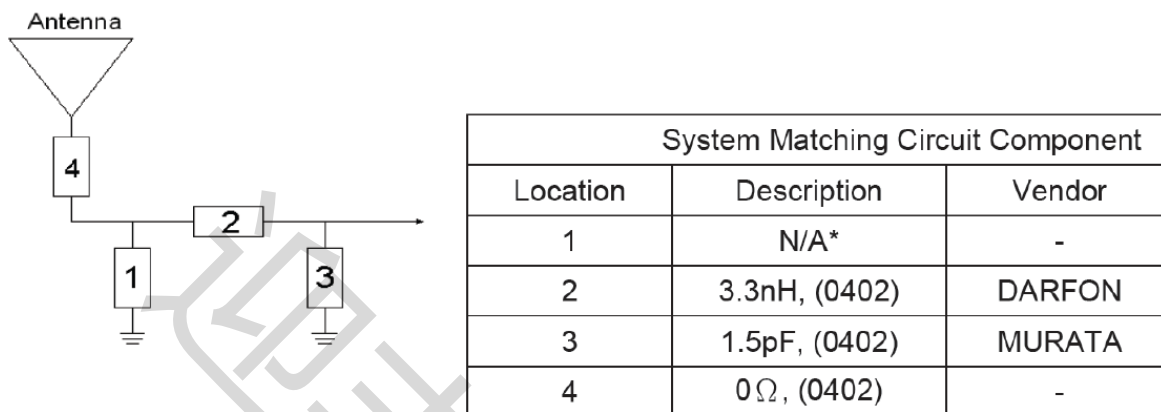 Antenna
4
2
1
3
System Matching Circuit Component
Location Description Vendor
1 N/A* -
2 3.3nH, (0402) DARFON
3 1.5pF, (0402) MURATA
4 0Ω, (0402) -